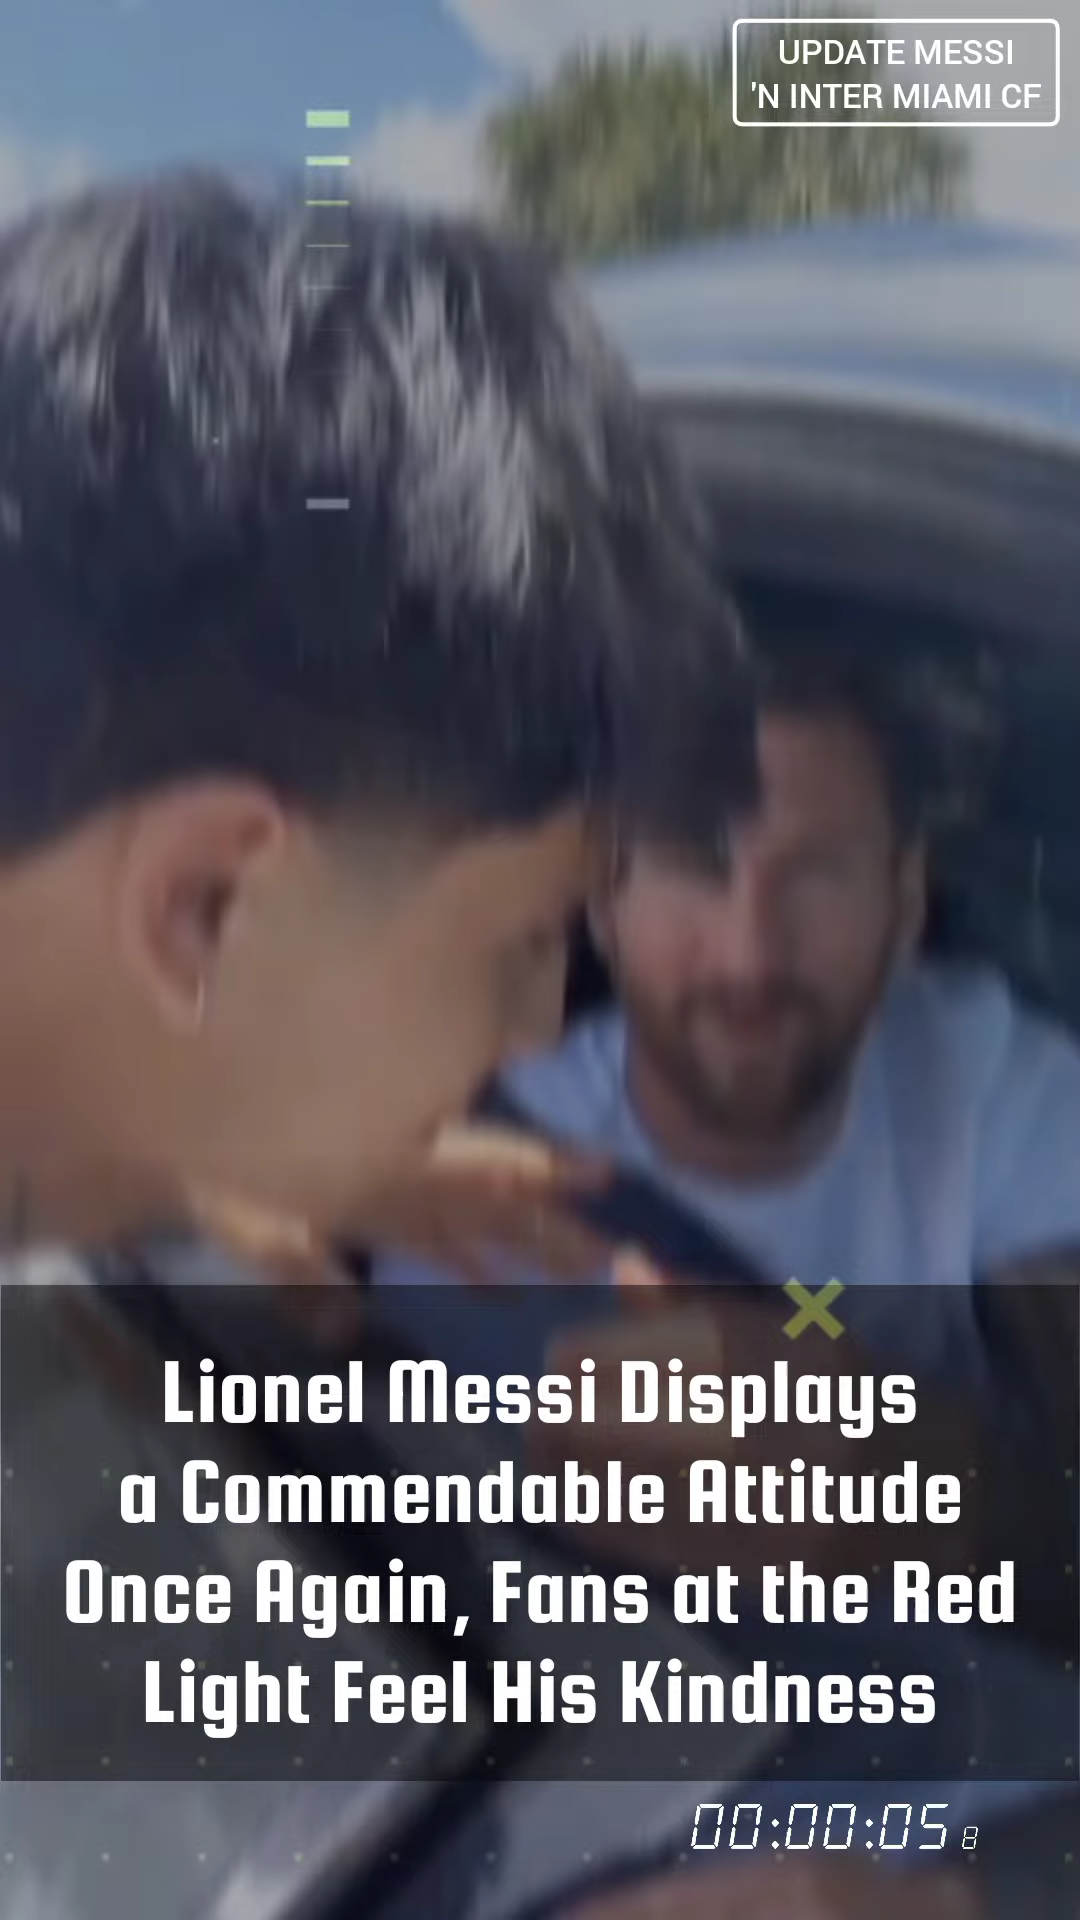 UPDATE MESSI
'N INTER MIAMI CF
Lionel Messi Displays
a Commendable Attitude
Once Again, Fans at the Red
Light Feel His Kindness
00:00:05 8